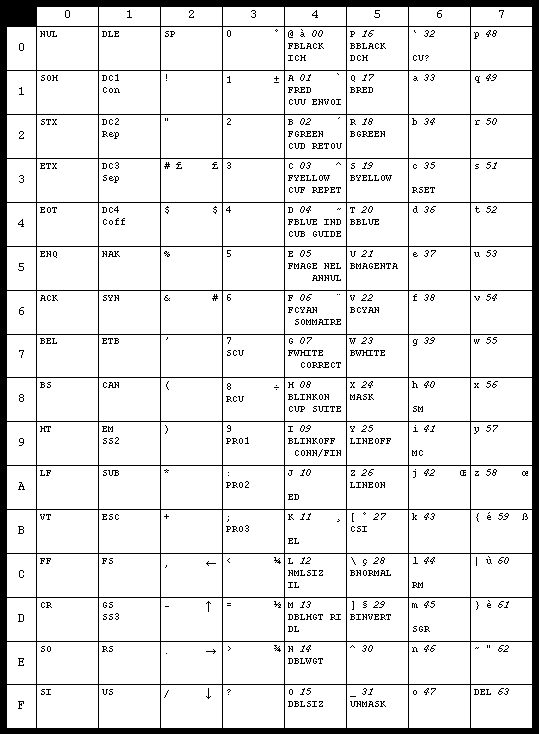 0 1 2 3 4 5 6 7
0 NUL DLE SP 0 ° @ à 00 P 16 ` 32 p 48
FBLACK BBLACK
ICH DCH CU?
1 SOH DC1 ! 1 ± A 01 ` Q 17 a 33 q 49
Con FRED BRED
CUU ENVOI
2 STX DC2 " 2 B 02 ´ R 18 b 34 r 50
Rep FGREEN BGREEN
CUD RETOU
3 ETX DC3 # £ £ 3 C 03 ^ S 19 c 35 s 51
Sep FYELLOW BYELLOW
CUF REPET RSET
4 EOT DC4 $ $ 4 D 04 ~ T 20 d 36 t 52
Coff FBLUE IND BBLUE
CUB GUIDE
5 ENQ NAK % 5 E 05 U 21 e 37 u 53
FMAGE NEL BMAGENTA
ANNUL
6 ACK SYN & # 6 F 06 ¨ V 22 f 38 v 54
FCYAN BCYAN
SOMMAIRE
7 BEL ETB ' 7 G 07 W 23 g 39 w 55
SCU FWHITE BWHITE
CORRECT
8 BS CAN ( 8 ÷ H 08 X 24 h 40 x 56
RCU BLINKON MASK
CUP SUITE SM
9 HT EM ) 9 I 09 Y 25 i 41 y 57
SS2 PRO1 BLINKOFF LINEOFF
CONN/FIN MC
A LF SUB * : J 10 Z 26 j 42 Œ z 58 œ
PRO2 LINEON
ED
B VT ESC + ; K 11 ¸ [ ° 27 k 43 { é 59 ß
PRO3 CSI
EL
C FF FS , ← < ¼ L 12 \ ç 28 l 44 | ù 60
NMLSIZ BNORMAL
IL RM
D CR GS - ↑ = ½ M 13 ] § 29 m 45 } è 61
SS3 DBLHGT RI BINVERT
DL SGR
E SO RS . → > ¾ N 14 ^ 30 n 46 ~ " 62
DBLWGT
F SI US / ↓ ? O 15 _ 31 o 47 DEL 63
DBLSIZ UNMASK